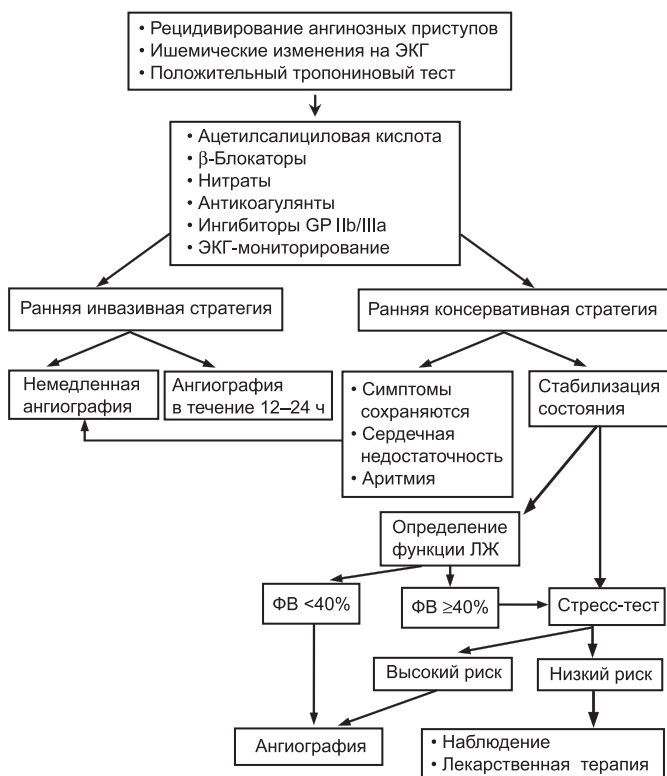 • Рецидивирование ангинозных приступов
• Ишемические изменения на ЭКГ
• Положительный тропониновый тест
• Ацетилсалициловая кислота
• β-Блокаторы
• Нитраты
• Антикоагулянты
• Ингибиторы GP IIb/IIIa
• ЭКГ-мониторирование
Ранняя инвазивная стратегия
Ранняя консервативная стратегия
Немедленная
ангиография
Ангиография
в течение 12–24 ч
• Симптомы
сохраняются
• Сердечная
недостаточность
• Аритмия
Стабилизация
состояния
Определение
функции ЛЖ
ФВ <40%
ФВ ≥40%
Стресс-тест
Высокий риск
Низкий риск
Ангиография
• Наблюдение
• Лекарственная терапия